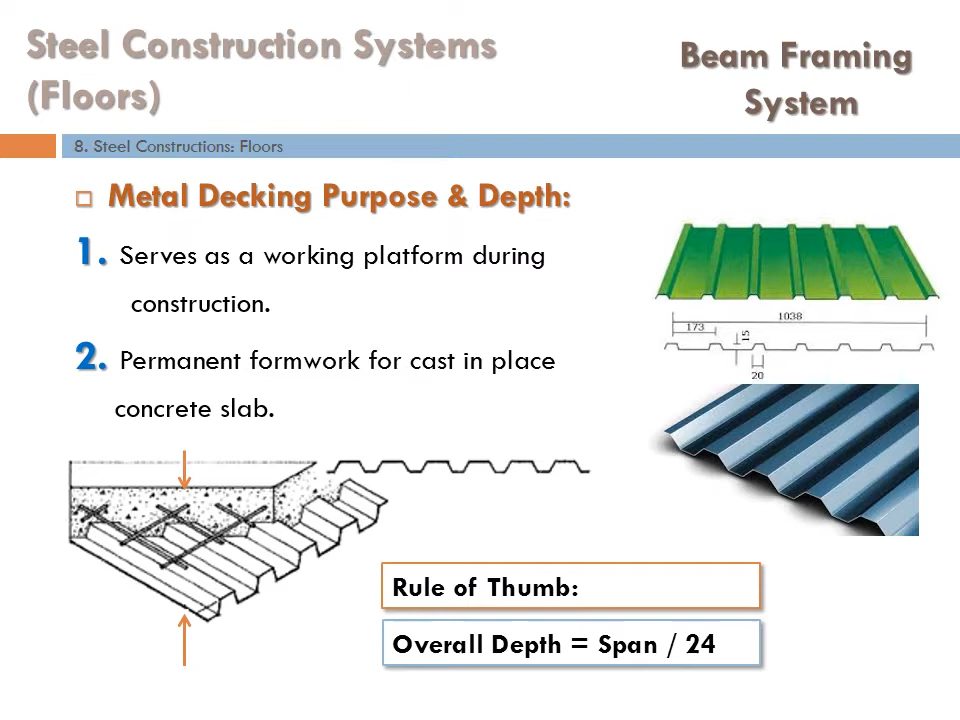 Steel Construction Systems
(Floors)
Beam Framing
System
8. Steel Constructions: Floors
Metal Decking Purpose & Depth:
1. Serves as a working platform during
construction.
2. Permanent formwork for cast in place
concrete slab.
1038
173
15
20
Rule of Thumb:
Overall Depth = Span / 24